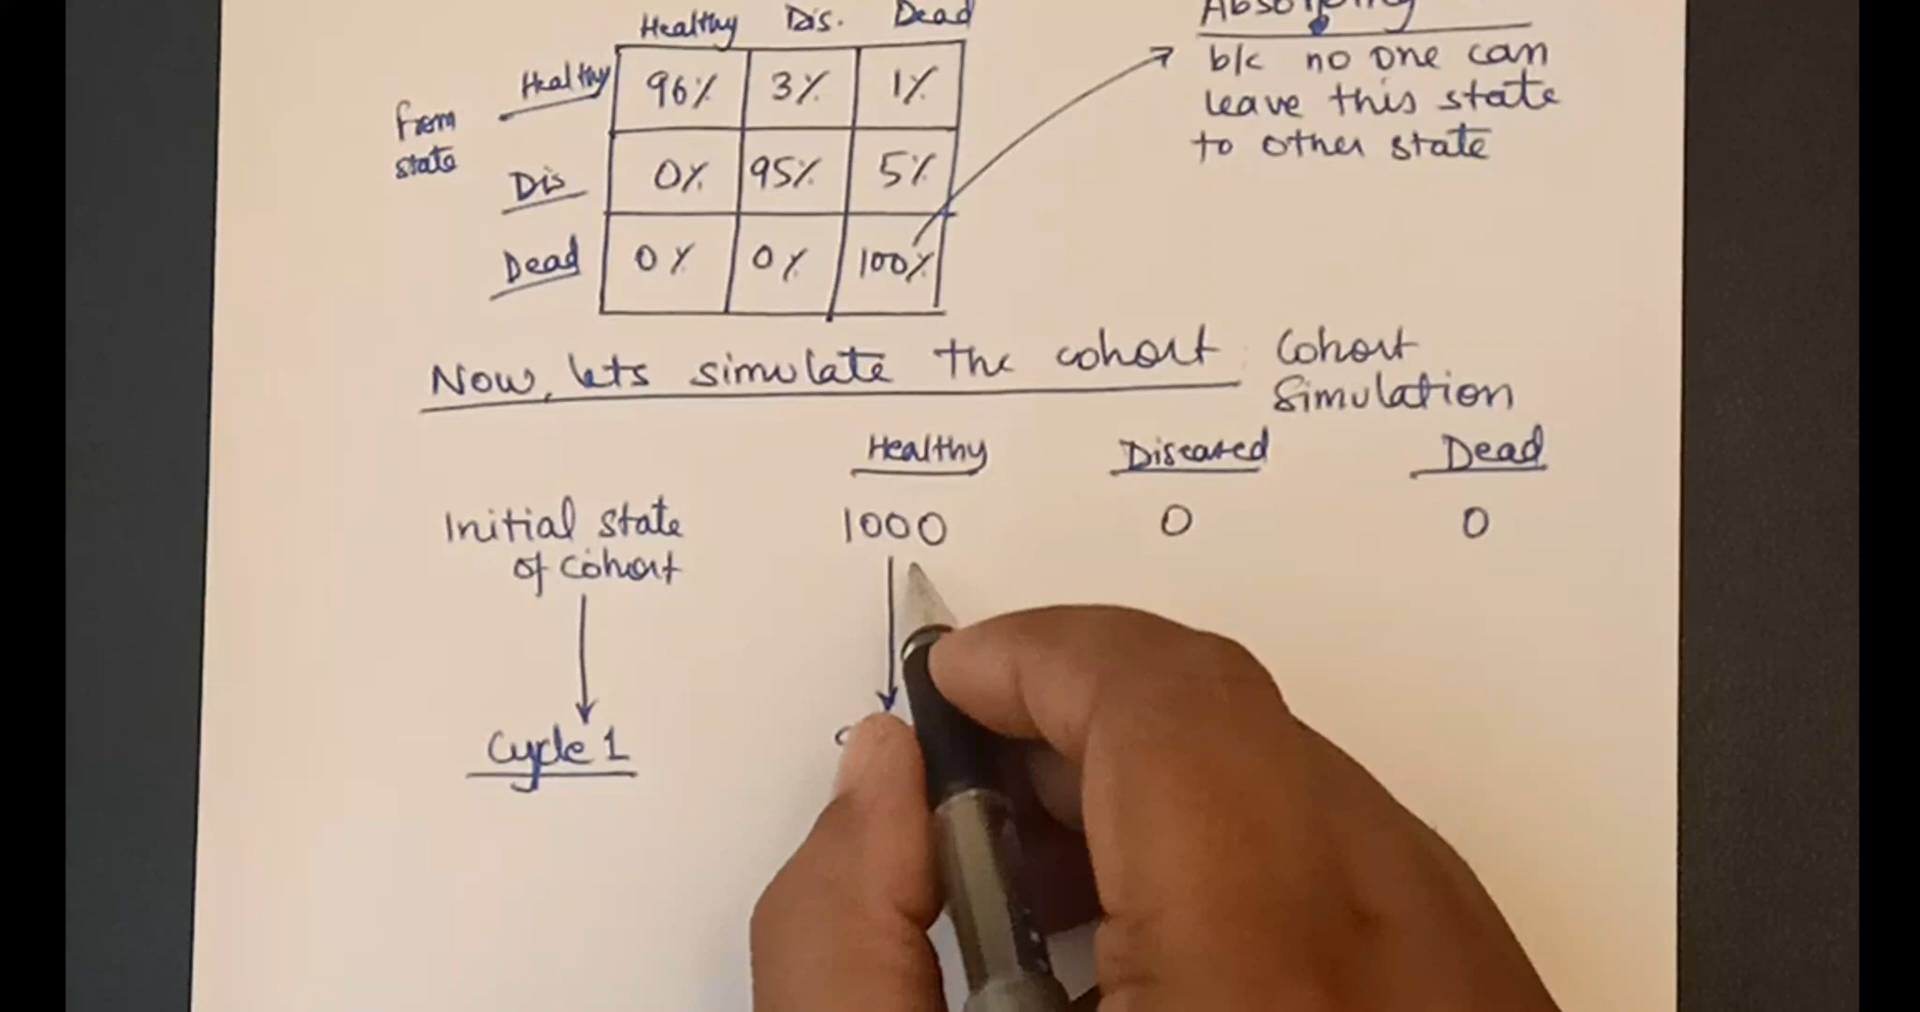 Healthy Dis. Dead
Absorbing
Healthy 96% 3% 1%
b/c no one can
leave this state
to other state
from
state
Dis 0% 95% 5%
Dead 0% 0% 100%
Now, lets simulate the cohort
Cohort
Simulation
Healthy Diseased Dead
Initial state 1000 0 0
of cohort
Cycle 1